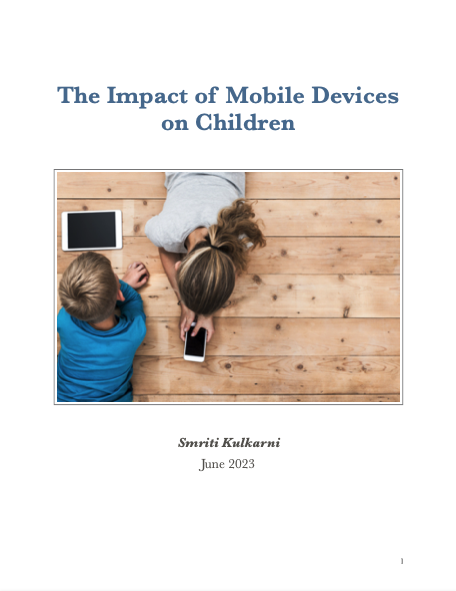 The Impact of Mobile Devices
on Children
Smriti Kulkarni
June 2023
1